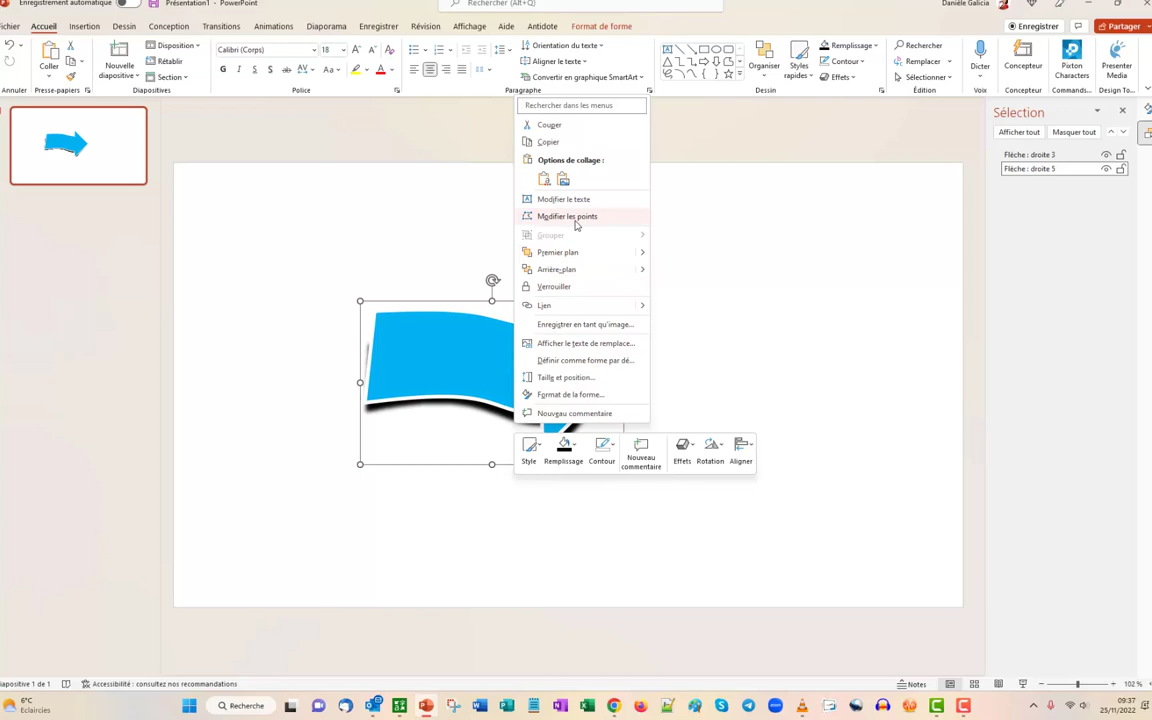 Enregistrement automatique
Présentation1 - PowerPoint
Rechercher (Alt+Q)
Danièle Galicia
Fichier
Accueil
Insertion
Dessin
Conception
Transitions
Animations
Diaporama
Enregistrer
Révision
Affichage
Aide
Antidote
Format de forme
Enregistrer
Partager
Coller
Nouvelle
diapositive
Disposition
Rétablir
Section
Calibri (Corps)
18
G
C
S
S
ab
AV
Aa
A
Orientation du texte
Aligner le texte
Convertir en graphique SmartArt
Organiser
Styles
rapides
Remplissage
Contour
Effets
Rechercher
Remplacer
Sélectionner
Dicter
Concepteur
Pixton
Characters
Presenter
Media
Annuler
Presse-papiers
Diapositives
Police
Paragraphe
Dessin
Édition
Voix
Concepteur
Commands...
Design To...
Rechercher dans les menus
Couper
Copier
Options de collage :
Modifier le texte
Modifier les points
Grouper
Premier plan
Arrière-plan
Verrouiller
Lien
Enregistrer en tant qu'image...
Afficher le texte de remplace...
Définir comme forme par dé...
Taille et position...
Format de la forme...
Nouveau commentaire
Style
Remplissage
Contour
Nouveau
commentaire
Effets
Rotation
Aligner
Sélection
Afficher tout
Masquer tout
Flèche : droite 3
Flèche : droite 5
Diapositive 1 de 1
Accessibilité : consultez nos recommandations
Notes
102 %
6°C
Eclaircies
Recherche
09:37
25/11/2022